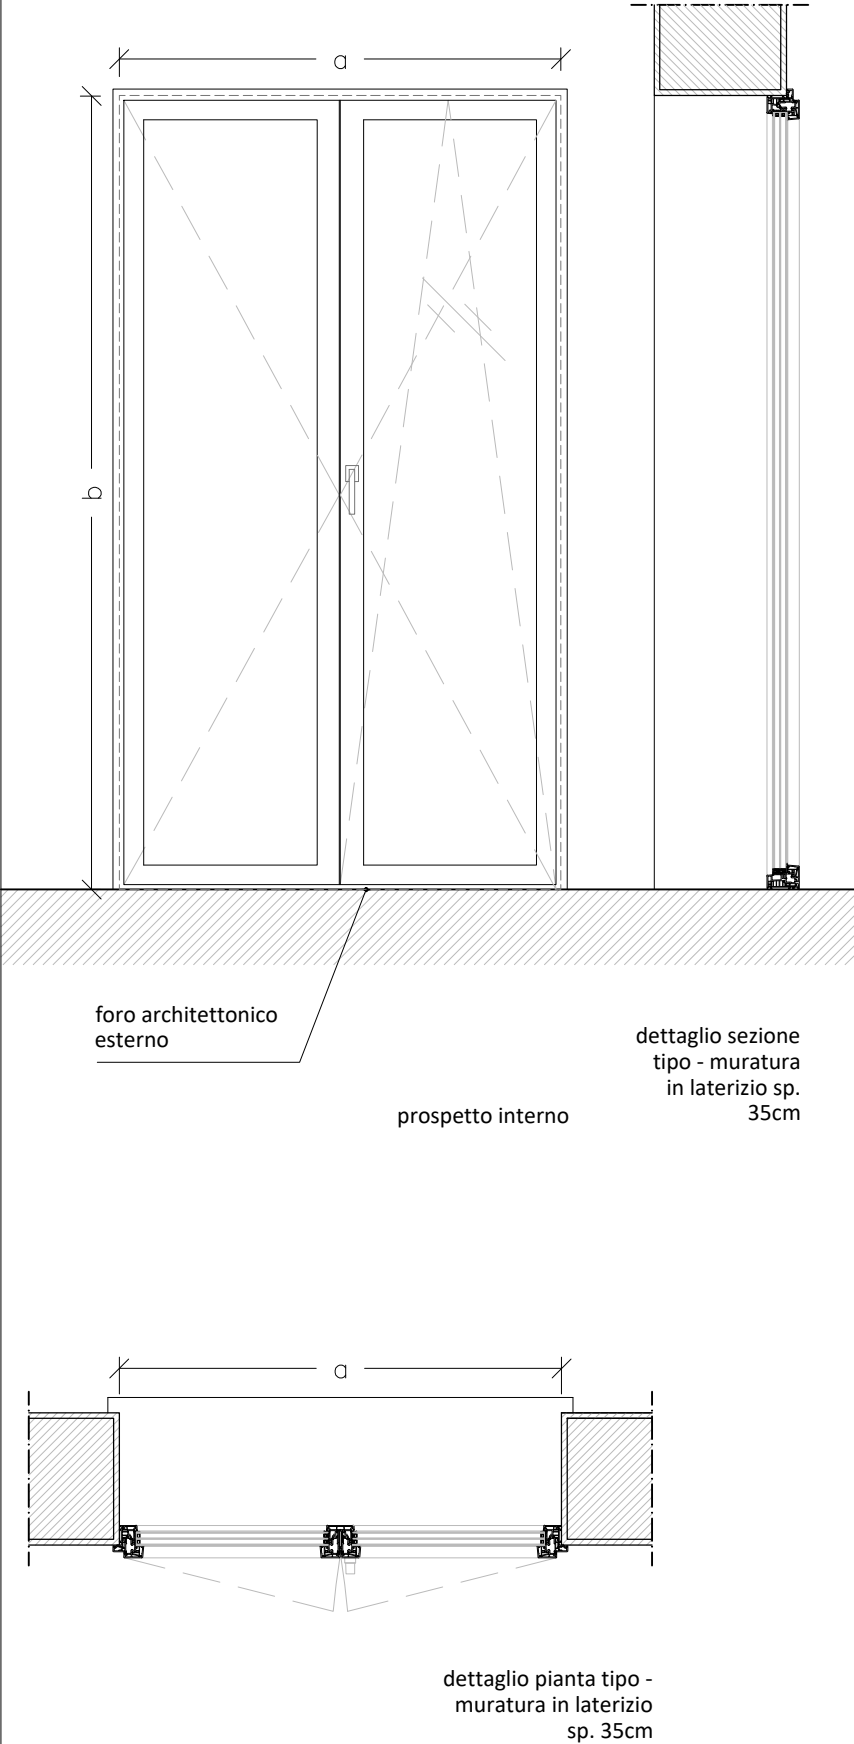 a
b
foro architettonico
esterno
dettaglio sezione
tipo - muratura
in laterizio sp.
35cm
prospetto interno
a
dettaglio pianta tipo -
muratura in laterizio
sp. 35cm